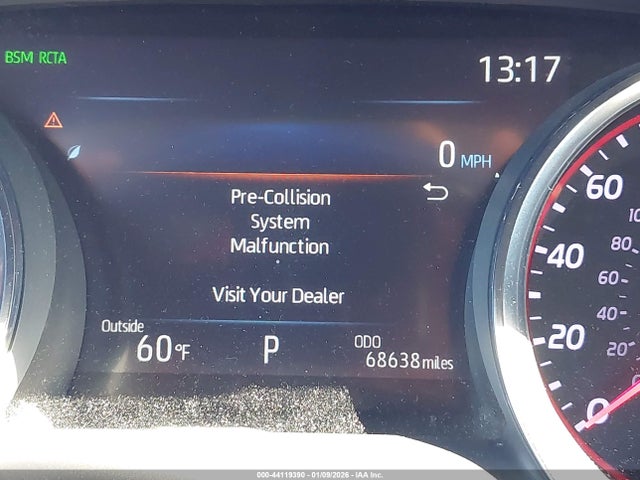 BSM RCTA
13:17
0 MPH
Pre-Collision
System
Malfunction
Visit Your Dealer
Outside
60°F
P
ODO
68638 miles
60
40
20
0
80
60
40
20
000-44119390 - 01/09/2026 - IAA Inc.